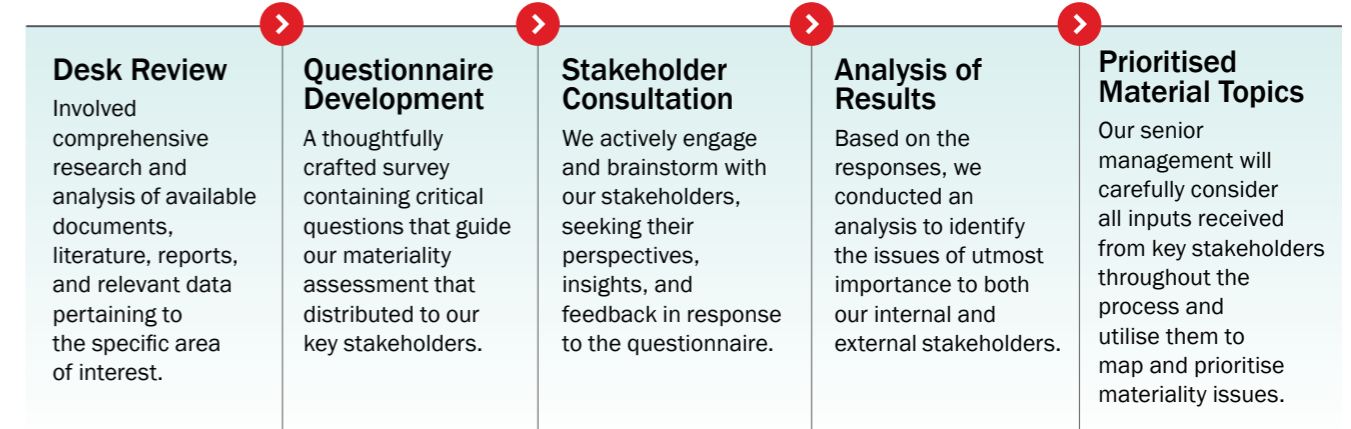 Desk Review
Involved
comprehensive
research and
analysis of available
documents,
literature, reports,
and relevant data
pertaining to
the specific area
of interest.
Questionnaire
Development
A thoughtfully
crafted survey
containing critical
questions that guide
our materiality
assessment that
distributed to our
key stakeholders.
Stakeholder
Consultation
We actively engage
and brainstorm with
our stakeholders,
seeking their
perspectives,
insights, and
feedback in response
to the questionnaire.
Analysis of
Results
Based on the
responses, we
conducted an
analysis to identify
the issues of utmost
importance to both
our internal and
external stakeholders.
Prioritised
Material Topics
Our senior
management will
carefully consider
all inputs received
from key stakeholders
throughout the
process and
utilise them to
map and prioritise
materiality issues.